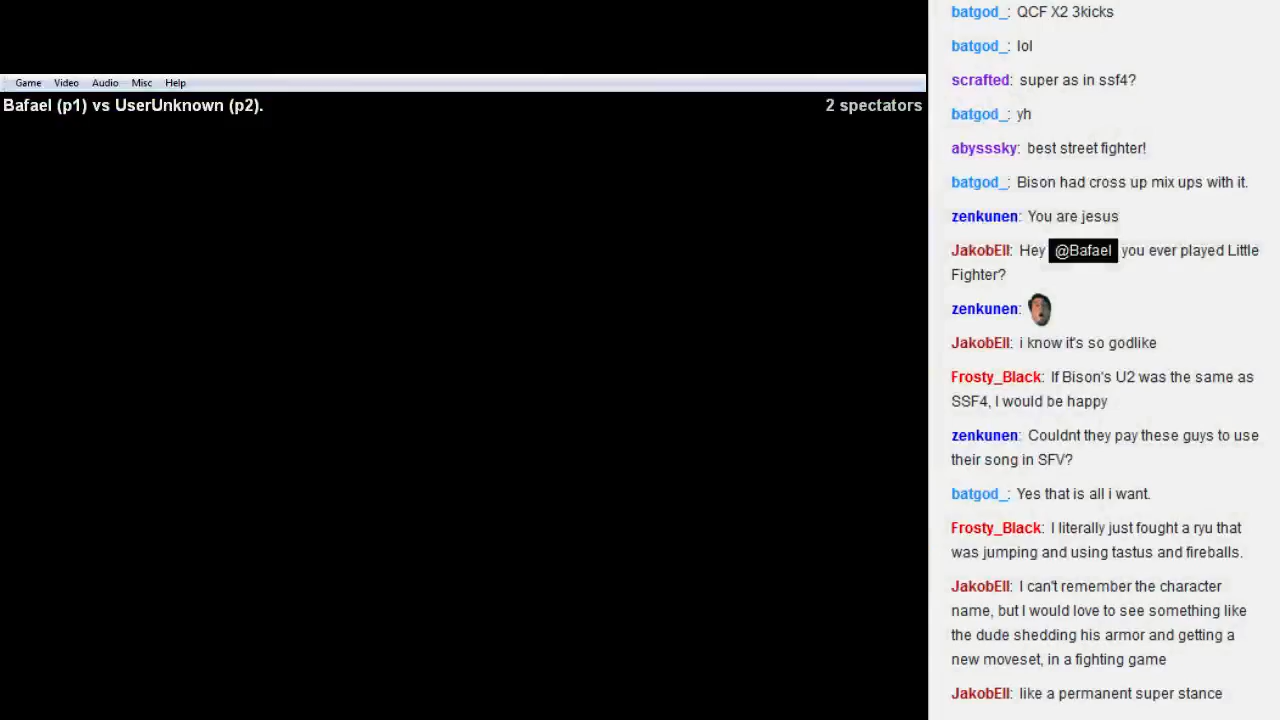 Game Video Audio Misc Help
Bafael (p1) vs UserUnknown (p2).
2 spectators
batgod_: QCF X2 3kicks
batgod_: lol
scrafted: super as in ssf4?
batgod_: yh
abysssky: best street fighter!
batgod_: Bison had cross up mix ups with it.
zenkunen: You are jesus
JakobEll: Hey @Bafael you ever played Little
Fighter?
zenkunen:
JakobEll: i know it's so godlike
Frosty_Black: If Bison's U2 was the same as
SSF4, I would be happy
zenkunen: Couldnt they pay these guys to use
their song in SFV?
batgod_: Yes that is all i want.
Frosty_Black: I literally just fought a ryu that
was jumping and using tastus and fireballs.
JakobEll: I can't remember the character
name, but I would love to see something like
the dude shedding his armor and getting a
new moveset, in a fighting game
JakobEll: like a permanent super stance